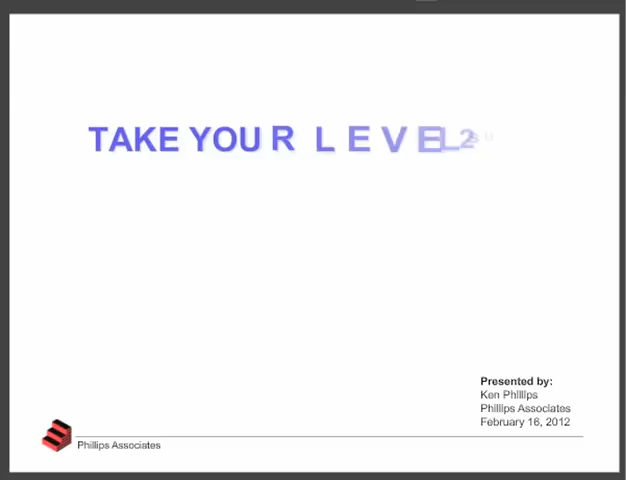 TAKE YOUR LEVEL 2
Presented by:
Ken Phillips
Phillips Associates
February 16, 2012
Phillips Associates